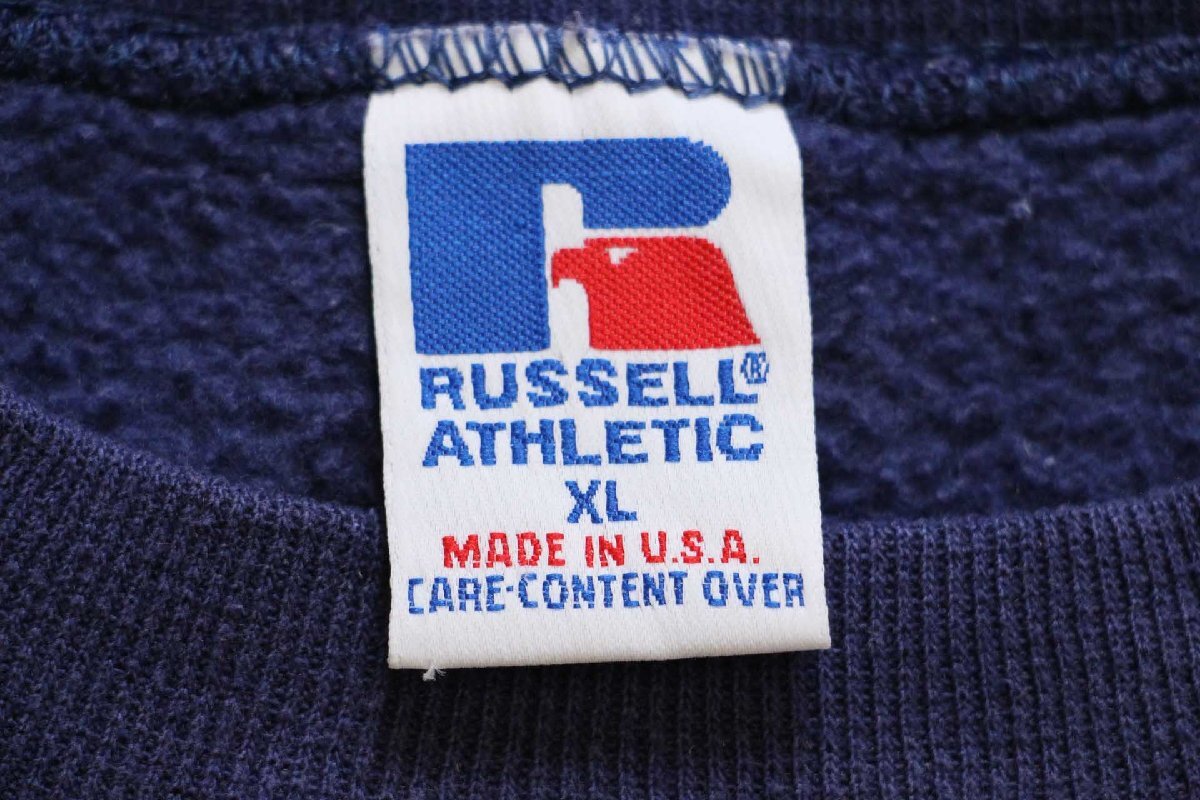 RUSSELL®
ATHLETIC
XL
MADE IN U.S.A.
CARE-CONTENT OVER